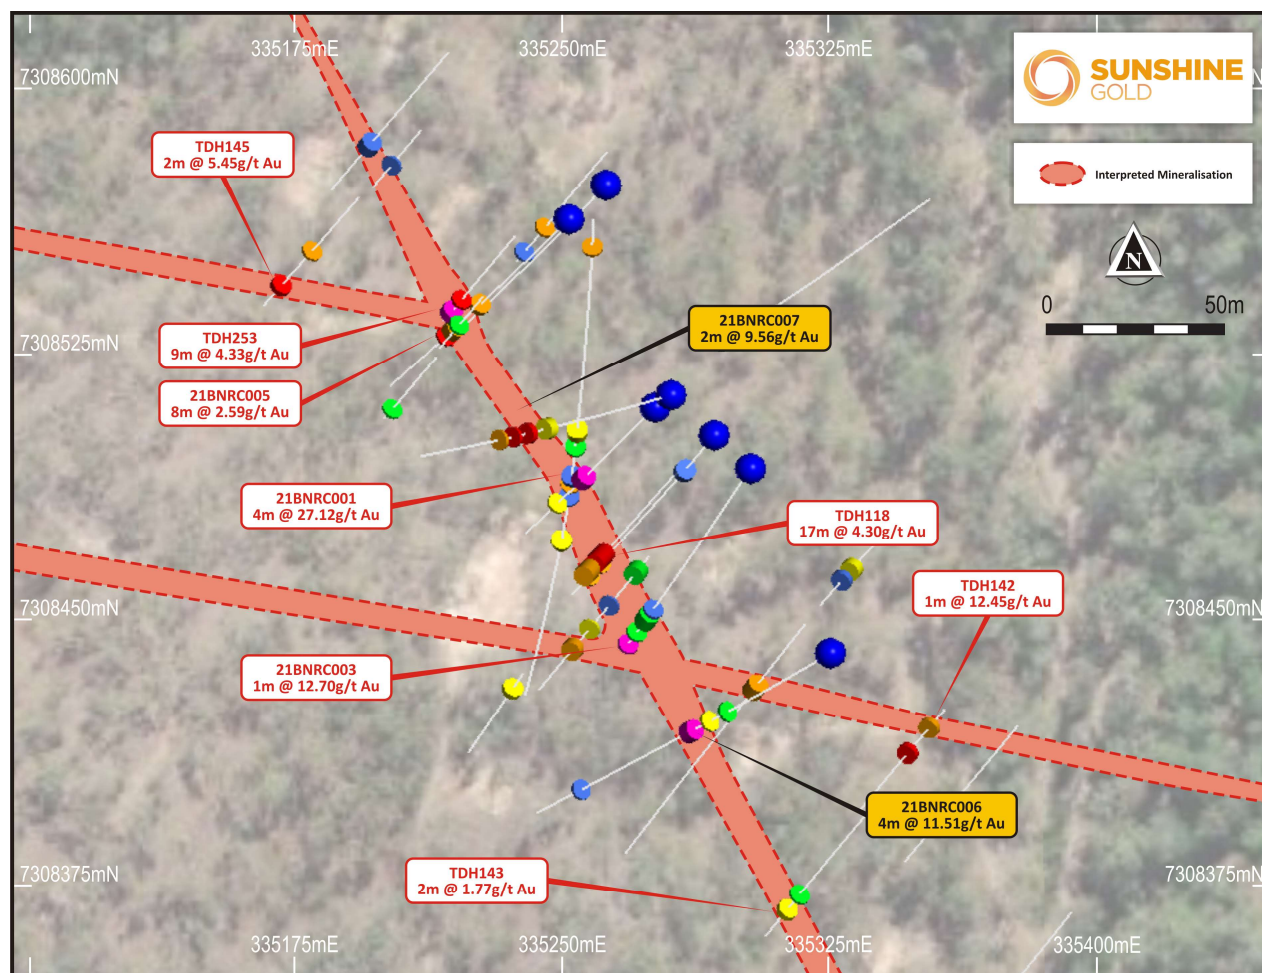 335175mE
335250mE
335325mE
7308600mN
N
SUNSHINE
GOLD
Interpreted Mineralisation
N
0
50m
TDH145
2m @ 5.45g/t Au
TDH253
9m @ 4.33g/t Au
21BNRC005
8m @ 2.59g/t Au
21BNRC007
2m @ 9.56g/t Au
7308525mN
21BNRC001
4m @ 27.12g/t Au
TDH118
17m @ 4.30g/t Au
TDH142
1m @ 12.45g/t Au
7308450mN
7308450mN
21BNRC003
1m @ 12.70g/t Au
21BNRC006
4m @ 11.51g/t Au
TDH143
2m @ 1.77g/t Au
7308375mN
7308375mN
335175mE
335250mE
335325mE
335400mE